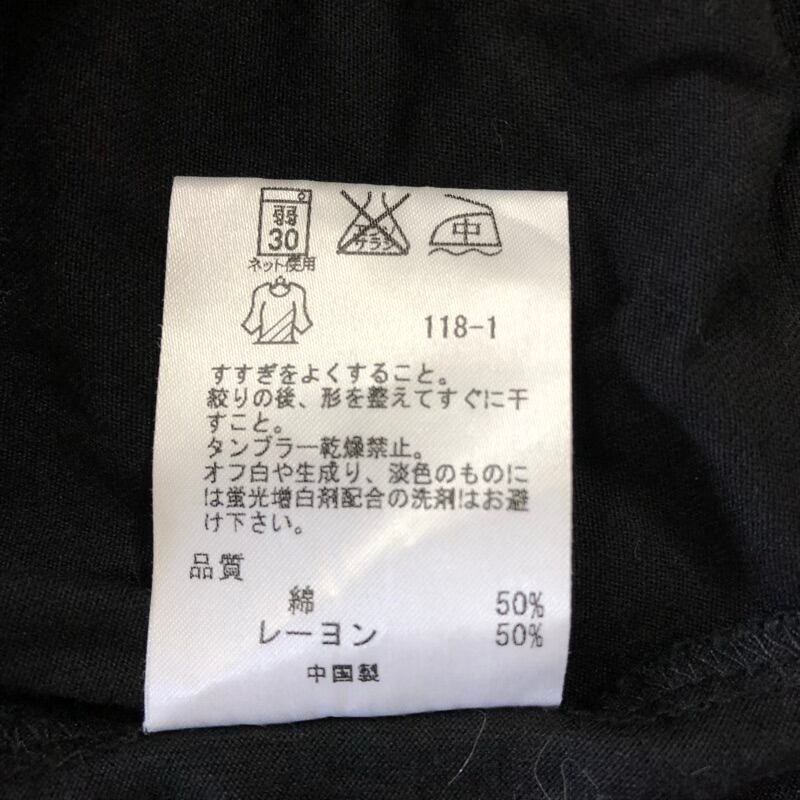 弱
30
ネット使用
エンソ
サラシ
中
118-1
すすぎをよくすること。
絞りの後、形を整えてすぐに干
すこと。
タンブラー乾燥禁止。
オフ白や生成り、淡色のものに
は蛍光増白剤配合の洗剤はお避
け下さい。
品質
綿 50%
レーヨン 50%
中国製